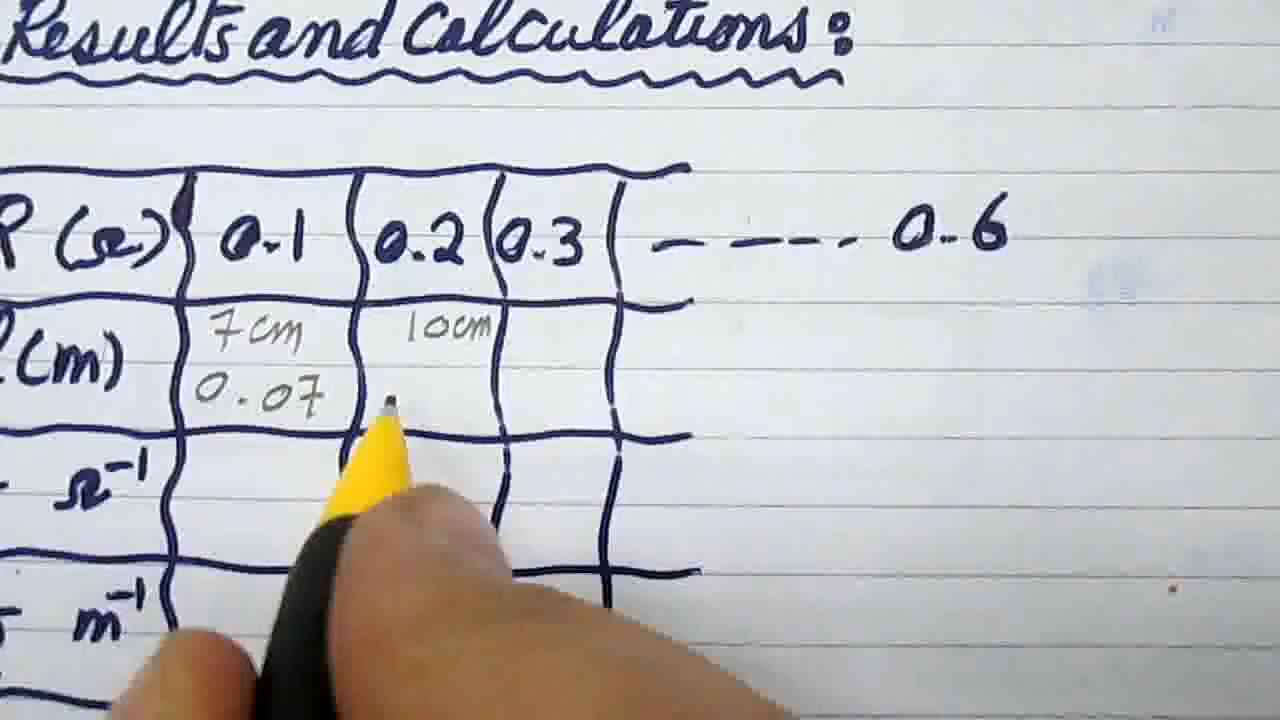 Results and Calculations:
R (Ω) 0.1 0.2 0.3 ----. 0.6
l (m) 7cm 10cm
0.07
Ω⁻¹
m⁻¹